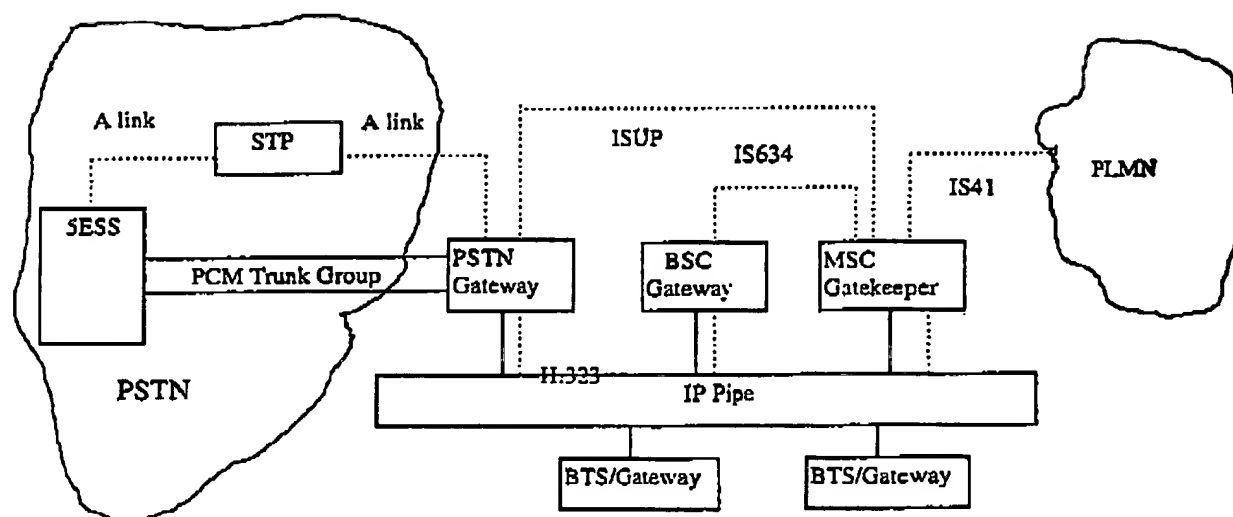 A link
A link
STP
ISUP
IS634
IS41
PLMN
5ESS
PCM Trunk Group
PSTN
Gateway
BSC
Gateway
MSC
Gatekeeper
H.323
IP Pipe
PSTN
BTS/Gateway
BTS/Gateway